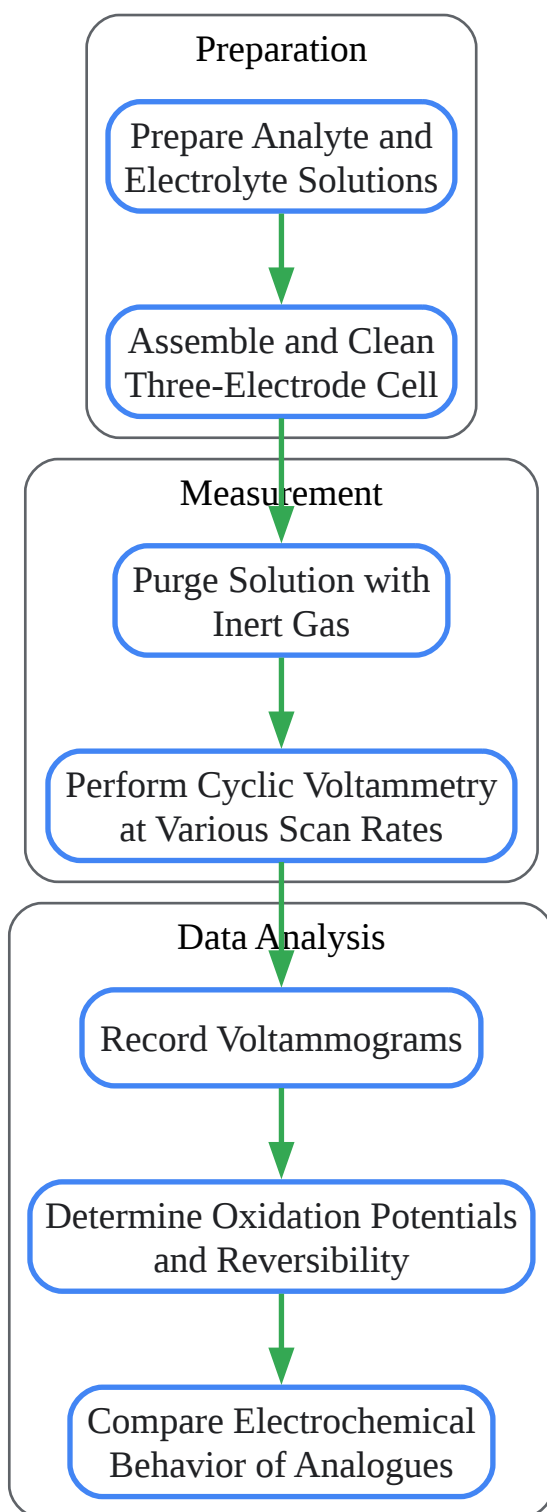 Preparation
Prepare Analyte and
Electrolyte Solutions
Assemble and Clean
Three-Electrode Cell
Measurement
Purge Solution with
Inert Gas
Perform Cyclic Voltammetry
at Various Scan Rates
Data Analysis
Record Voltammograms
Determine Oxidation Potentials
and Reversibility
Compare Electrochemical
Behavior of Analogues